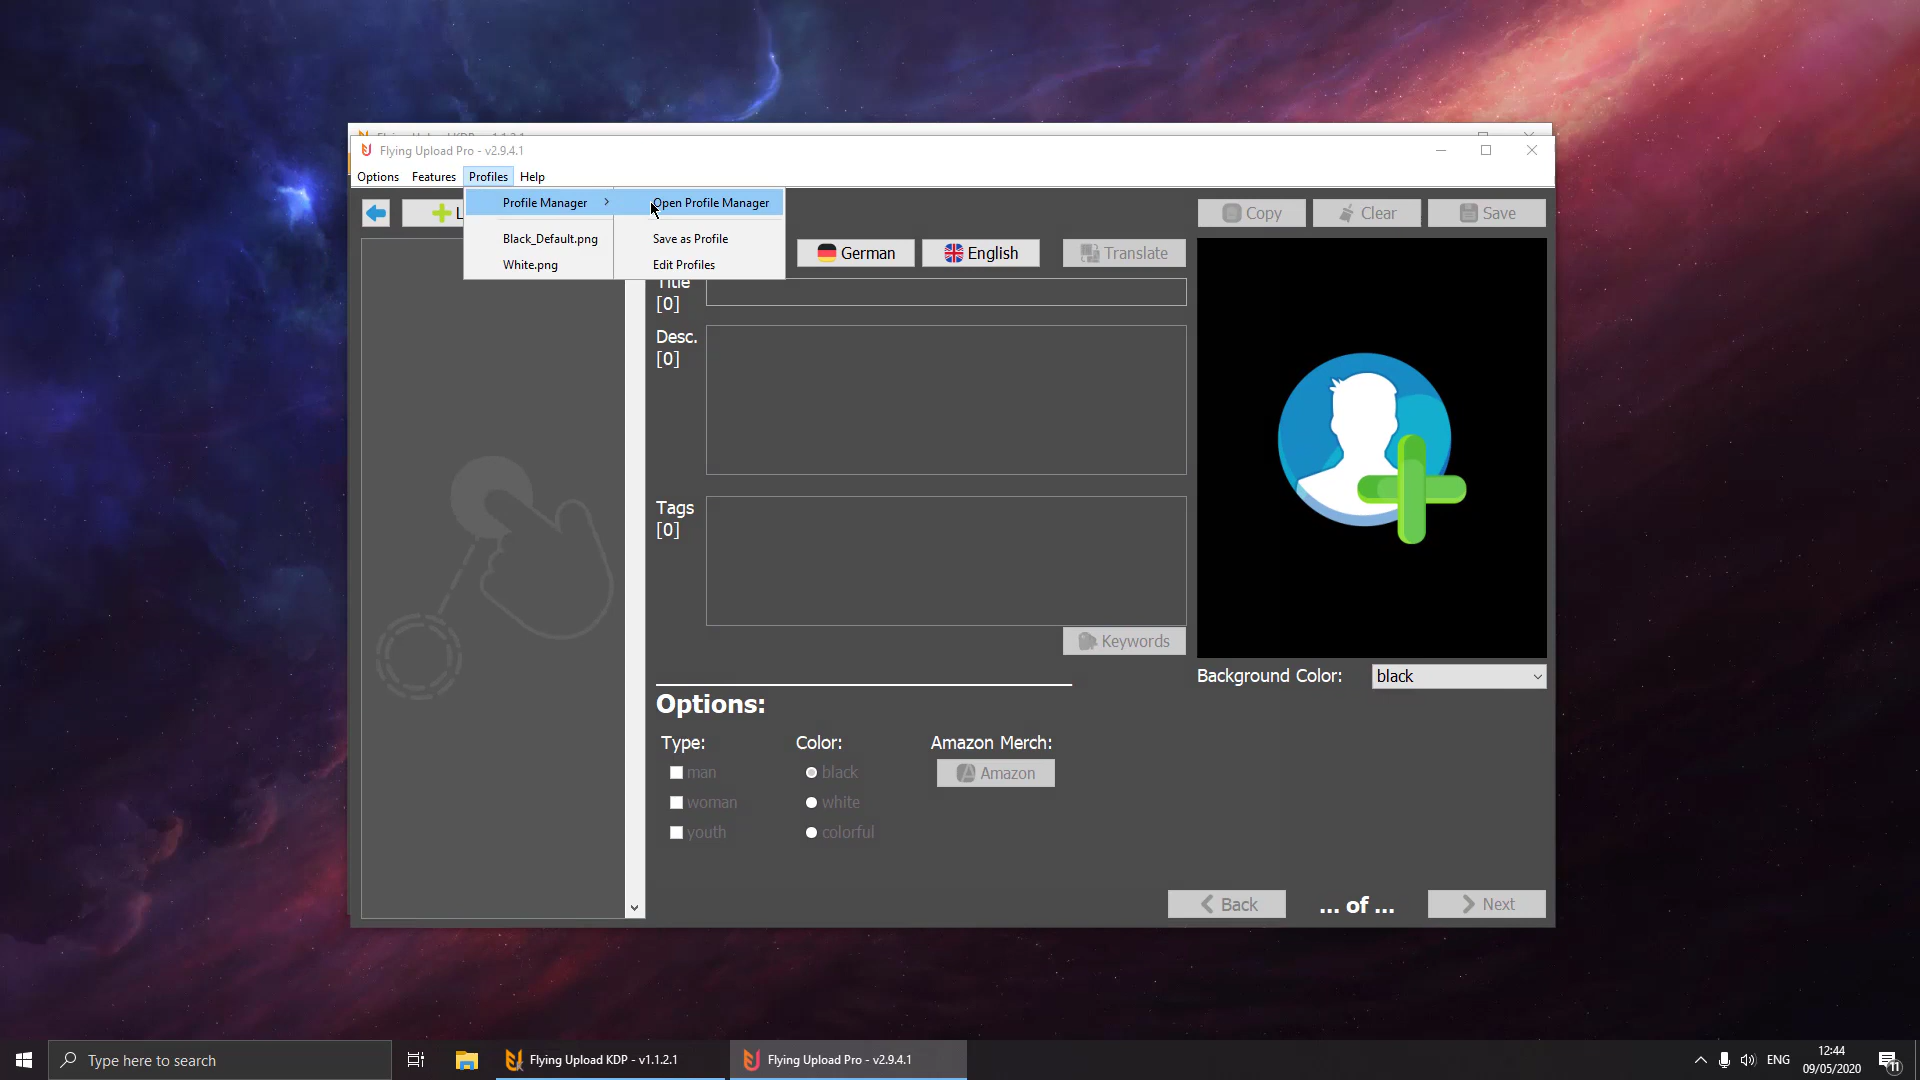 Flying Upload KDP - v1.1.2.1
Flying Upload Pro - v2.9.4.1
Options Features Profiles Help
Profile Manager
Black_Default.png
White.png
Open Profile Manager
Save as Profile
Edit Profiles
Copy
Clear
Save
German
English
Translate
Title
[0]
Desc.
[0]
Tags
[0]
Keywords
Background Color: black
Options:
Type:
man
woman
youth
Color:
black
white
colorful
Amazon Merch:
Amazon
Back
... of ...
Next
Type here to search
Flying Upload KDP - v1.1.2.1
Flying Upload Pro - v2.9.4.1
ENG
12:44
09/05/2020
11